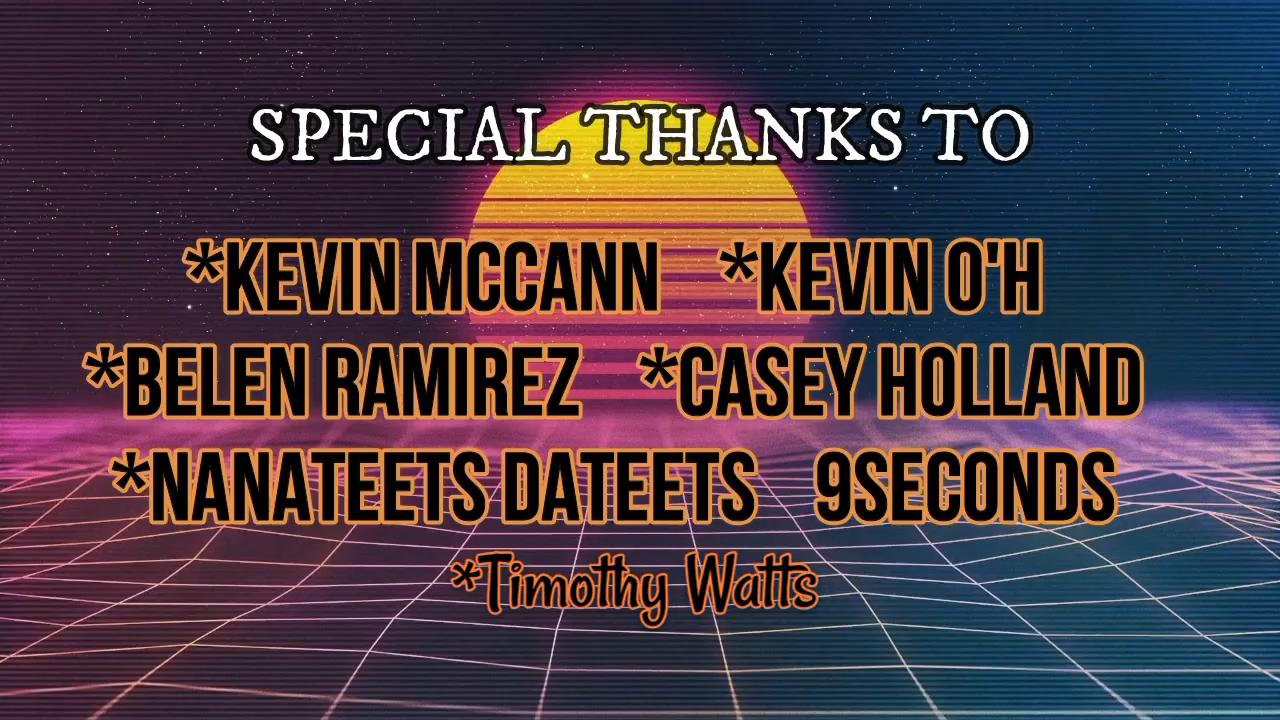 SPECIAL THANKS TO
*KEVIN MCCANN *KEVIN O'H
*BELEN RAMIREZ *CASEY HOLLAND
*NANATEETS DATEETS 9SECONDS
*Timothy Watts